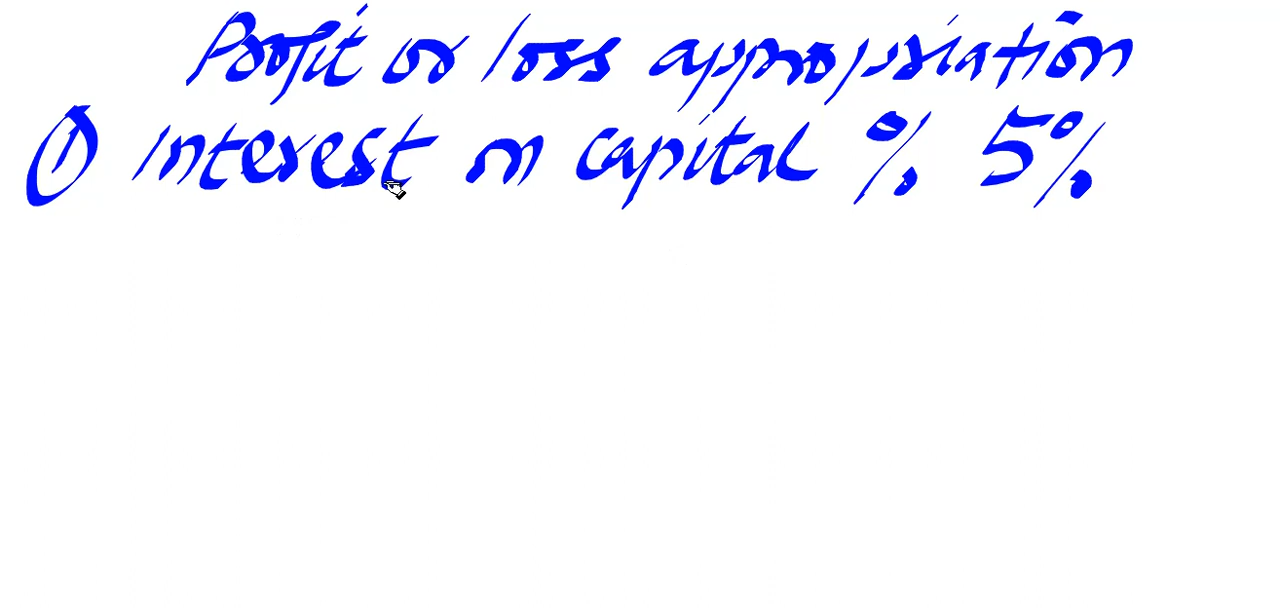 Profit or loss appropriation
① Interest on capital % 5%